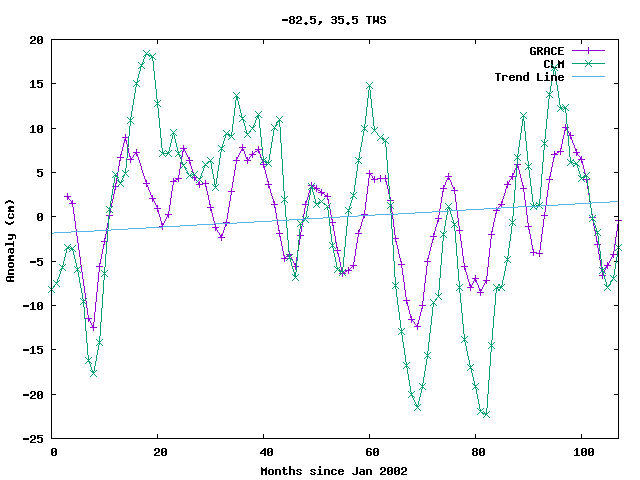 -82.5, 35.5 TWS
GRACE
CLM
Trend Line
20
15
10
5
0
-5
-10
-15
-20
-25
Anomaly (cm)
0 20 40 60 80 100
Months since Jan 2002